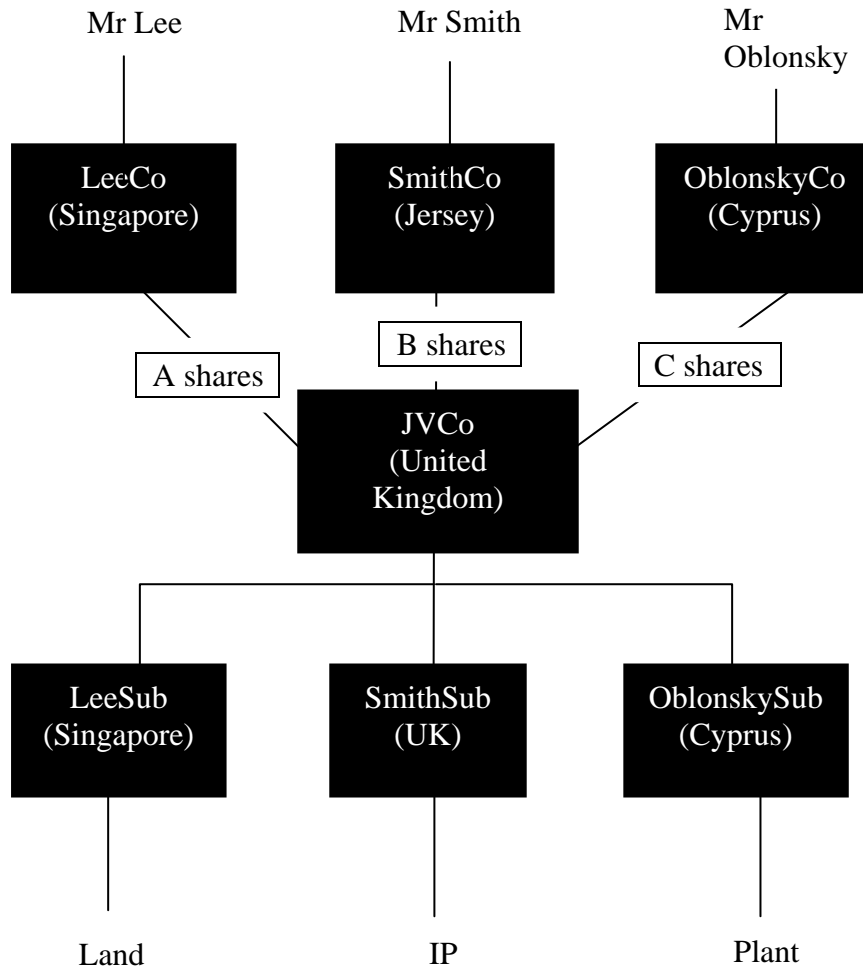 Mr Lee
Mr Smith
Mr
Oblonsky
LeeCo
(Singapore)
SmithCo
(Jersey)
OblonskyCo
(Cyprus)
A shares
B shares
C shares
JVCo
(United
Kingdom)
LeeSub
(Singapore)
SmithSub
(UK)
OblonskySub
(Cyprus)
Land
IP
Plant